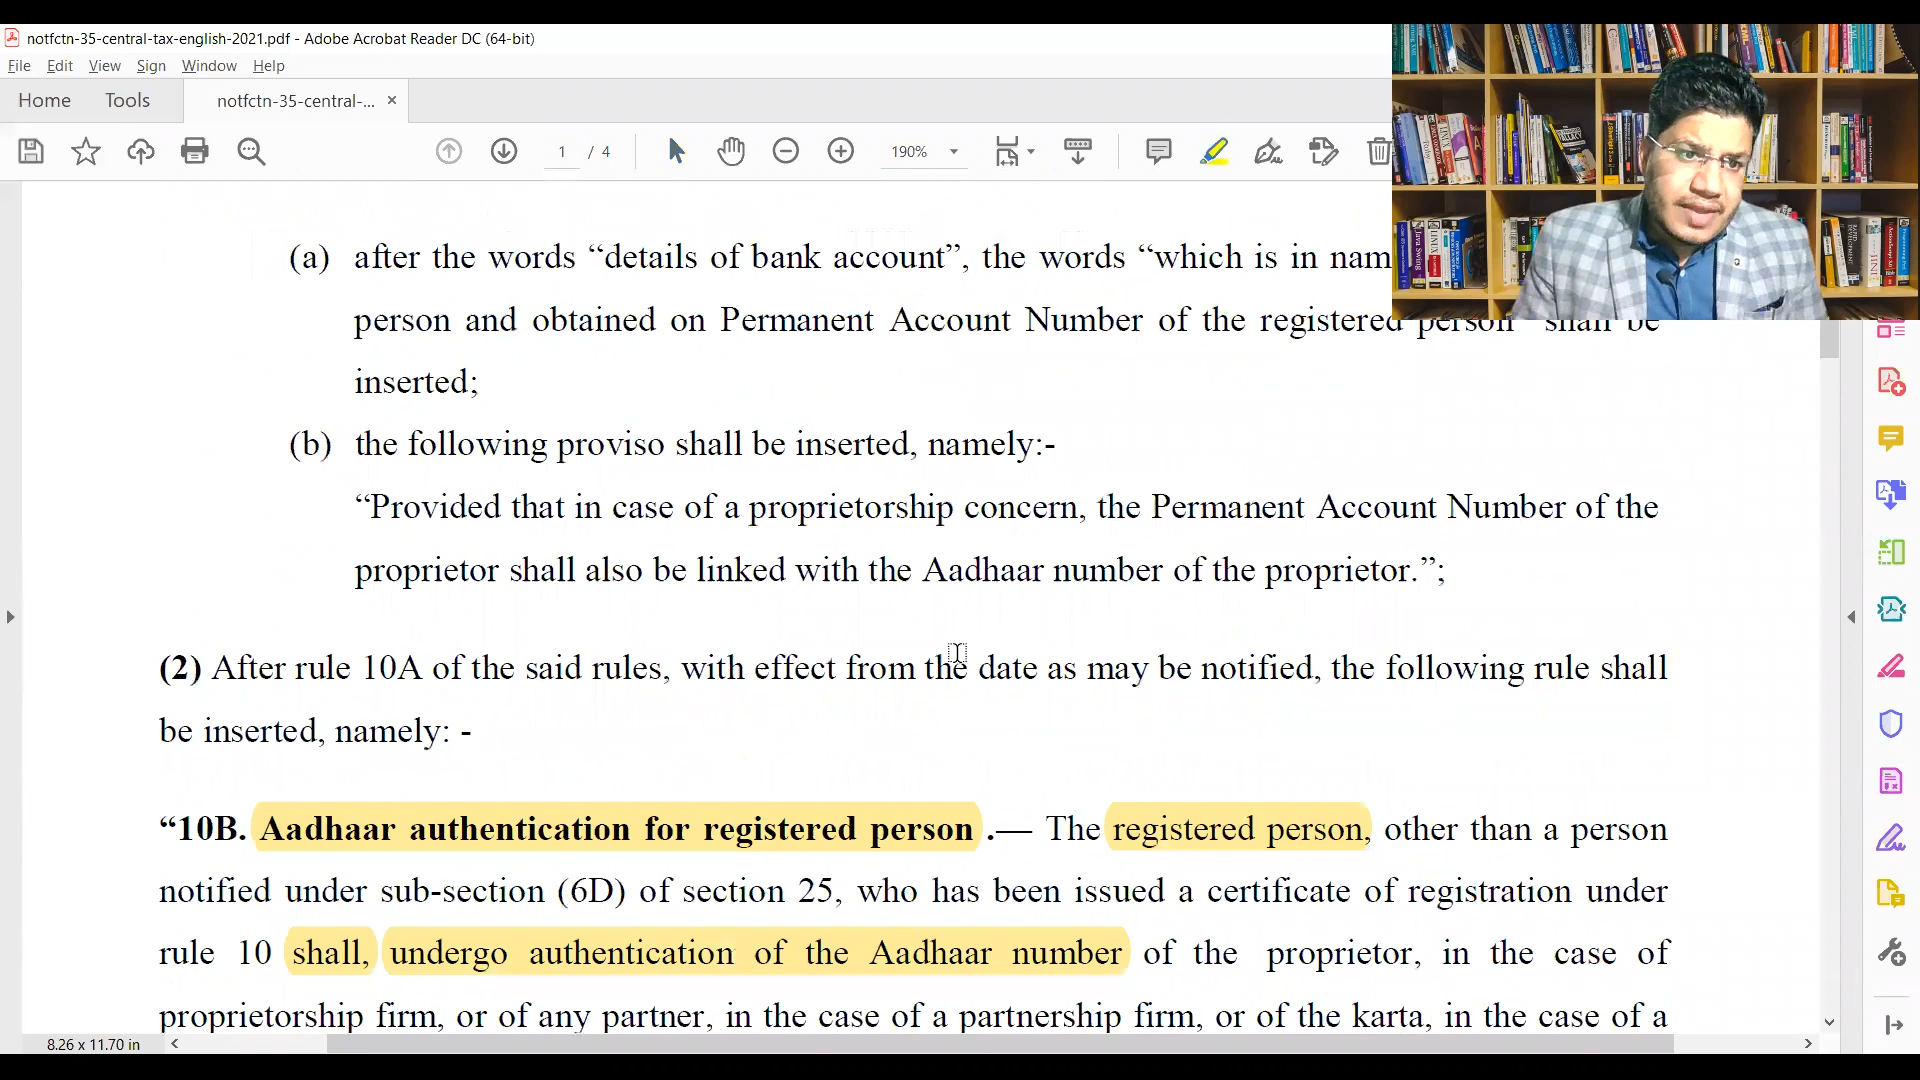 notfctn-35-central-tax-english-2021.pdf - Adobe Acrobat Reader DC (64-bit)
File Edit View Sign Window Help
Home Tools notfctn-35-central-... ×
1 / 4 190%
(a) after the words “details of bank account”, the words “which is in nam
person and obtained on Permanent Account Number of the registered person” shall be
inserted;
(b) the following proviso shall be inserted, namely:-
“Provided that in case of a proprietorship concern, the Permanent Account Number of the
proprietor shall also be linked with the Aadhaar number of the proprietor.”;
(2) After rule 10A of the said rules, with effect from the date as may be notified, the following rule shall
be inserted, namely: -
“10B. Aadhaar authentication for registered person .— The registered person, other than a person
notified under sub-section (6D) of section 25, who has been issued a certificate of registration under
rule 10 shall, undergo authentication of the Aadhaar number of the proprietor, in the case of
proprietorship firm, or of any partner, in the case of a partnership firm, or of the karta, in the case of a
8.26 x 11.70 in